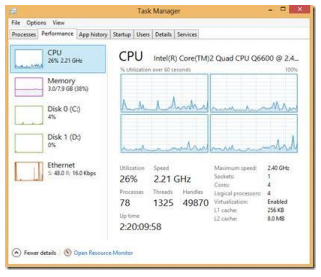 Task Manager
File Options View
Processes Performance App history Startup Users Details Services
CPU
26% 2.21 GHz
Memory
3.0/7.9 GB (38%)
Disk 0 (C:)
4%
Disk 1 (D:)
0%
Ethernet
S: 48.0 R: 16.0 Kbps
CPU Intel(R) Core(TM)2 Quad CPU Q6600 @ 2.4...
% Utilization over 60 seconds 100%
Utilization Speed
26% 2.21 GHz
Processes Threads Handles
78 1325 49870
Up time
2:20:09:58
Maximum speed: 2.40 GHz
Sockets: 1
Cores: 4
Logical processors: 4
Virtualization: Enabled
L1 cache: 256 KB
L2 cache: 8.0 MB
Fewer details Open Resource Monitor